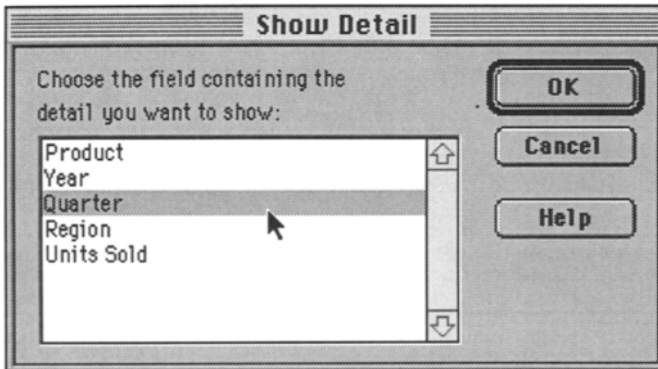 Show Detail
Choose the field containing the
detail you want to show:
Product
Year
Quarter
Region
Units Sold
OK
Cancel
Help